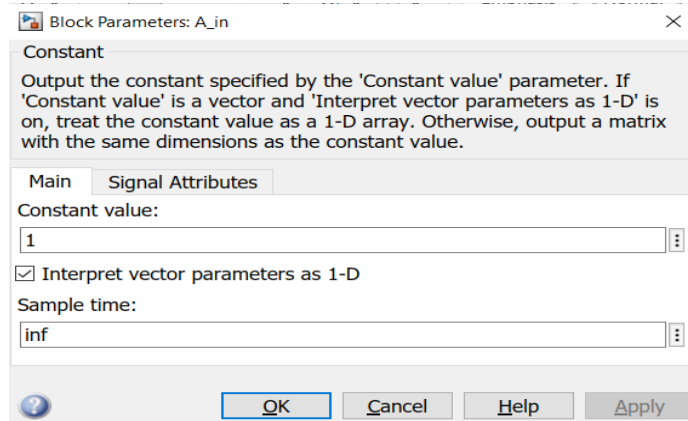 Block Parameters: A_in
Constant
Output the constant specified by the 'Constant value' parameter. If
'Constant value' is a vector and 'Interpret vector parameters as 1-D' is
on, treat the constant value as a 1-D array. Otherwise, output a matrix
with the same dimensions as the constant value.
Main Signal Attributes
Constant value:
1
Interpret vector parameters as 1-D
Sample time:
inf
OK Cancel Help Apply